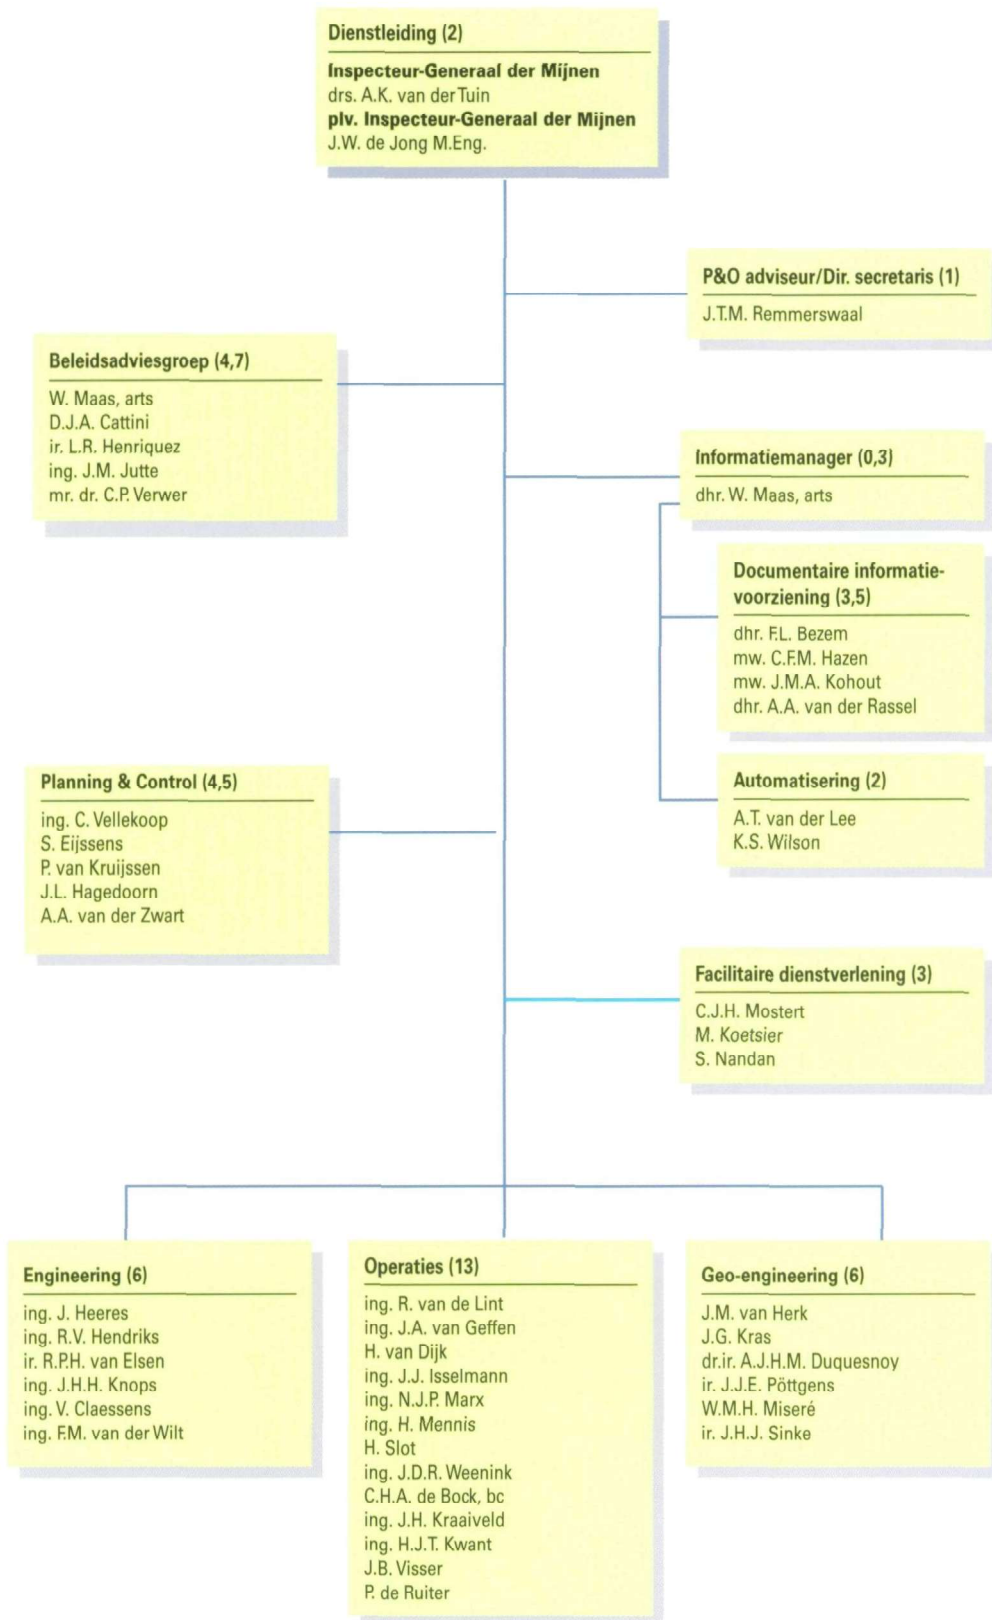 Dienstleiding (2)
Inspecteur-Generaal der Mijnen
drs. A.K. van der Tuin
plv. Inspecteur-Generaal der Mijnen
J.W. de Jong M.Eng.
P&O adviseur/Dir. secretaris (1)
J.T.M. Remmerswaal
Beleidsadviesgroep (4,7)
W. Maas, arts
D.J.A. Cattini
ir. L.R. Henriquez
ing. J.M. Jutte
mr. dr. C.P. Verwer
Informatiemanager (0,3)
dhr. W. Maas, arts
Documentaire informatie-
voorziening (3,5)
dhr. F.L. Bezem
mw. C.F.M. Hazen
mw. J.M.A. Kohout
dhr. A.A. van der Rassel
Planning & Control (4,5)
ing. C. Vellekoop
S. Eijssens
P. van Kruijssen
J.L. Hagedoorn
A.A. van der Zwart
Automatisering (2)
A.T. van der Lee
K.S. Wilson
Facilitaire dienstverlening (3)
C.J.H. Mostert
M. Koetsier
S. Nandan
Engineering (6)
ing. J. Heeres
ing. R.V. Hendriks
ir. R.P.H. van Elsen
ing. J.H.H. Knops
ing. V. Claessens
ing. F.M. van der Wilt
Operaties (13)
ing. R. van de Lint
ing. J.A. van Geffen
H. van Dijk
ing. J.J. Isselmann
ing. N.J.P. Marx
ing. H. Mennis
H. Slot
ing. J.D.R. Weenink
C.H.A. de Bock, bc
ing. J.H. Kraaiveld
ing. H.J.T. Kwant
J.B. Visser
P. de Ruiter
Geo-engineering (6)
J.M. van Herk
J.G. Kras
dr.ir. A.J.H.M. Duquesnoy
ir. J.J.E. Pöttgens
W.M.H. Miseré
ir. J.H.J. Sinke